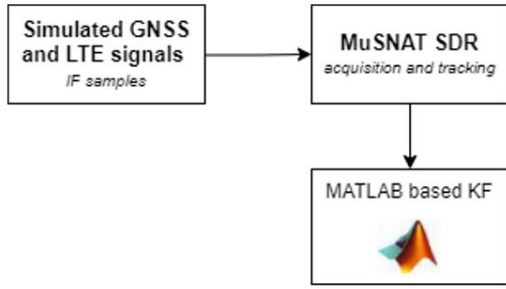 Simulated GNSS
and LTE signals
IF samples
MuSNAT SDR
acquisition and tracking
MATLAB based KF